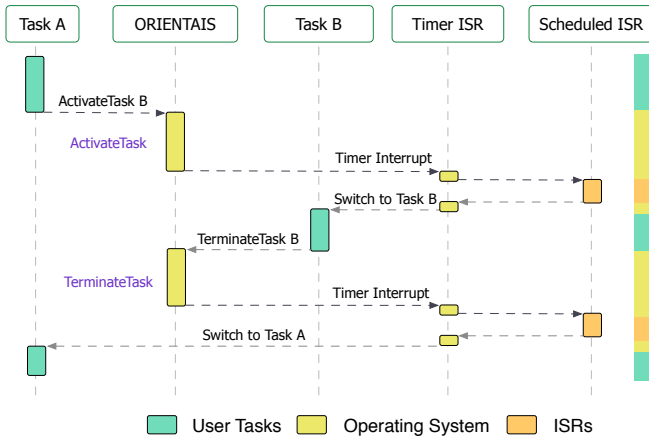 Task A
ORIENTAIS
Task B
Timer ISR
Scheduled ISR
ActivateTask B
ActivateTask
Timer Interrupt
Switch to Task B
TerminateTask B
TerminateTask
Timer Interrupt
Switch to Task A
User Tasks
Operating System
ISRs